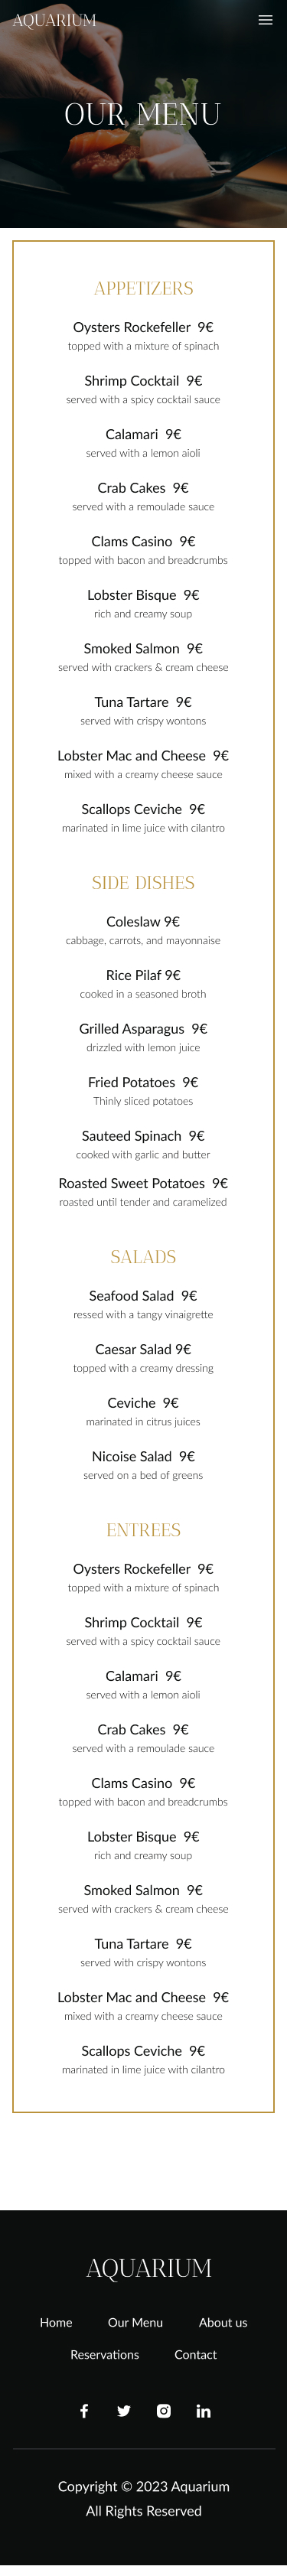 AQUARIUM
OUR MENU
APPETIZERS
Oysters Rockefeller 9€
topped with a mixture of spinach
Shrimp Cocktail 9€
served with a spicy cocktail sauce
Calamari 9€
served with a lemon aioli
Crab Cakes 9€
served with a remoulade sauce
Clams Casino 9€
topped with bacon and breadcrumbs
Lobster Bisque 9€
rich and creamy soup
Smoked Salmon 9€
served with crackers & cream cheese
Tuna Tartare 9€
served with crispy wontons
Lobster Mac and Cheese 9€
mixed with a creamy cheese sauce
Scallops Ceviche 9€
marinated in lime juice with cilantro
SIDE DISHES
Coleslaw 9€
cabbage, carrots, and mayonnaise
Rice Pilaf 9€
cooked in a seasoned broth
Grilled Asparagus 9€
drizzled with lemon juice
Fried Potatoes 9€
Thinly sliced potatoes
Sauteed Spinach 9€
cooked with garlic and butter
Roasted Sweet Potatoes 9€
roasted until tender and caramelized
SALADS
Seafood Salad 9€
ressed with a tangy vinaigrette
Caesar Salad 9€
topped with a creamy dressing
Ceviche 9€
marinated in citrus juices
Nicoise Salad 9€
served on a bed of greens
ENTREES
Oysters Rockefeller 9€
topped with a mixture of spinach
Shrimp Cocktail 9€
served with a spicy cocktail sauce
Calamari 9€
served with a lemon aioli
Crab Cakes 9€
served with a remoulade sauce
Clams Casino 9€
topped with bacon and breadcrumbs
Lobster Bisque 9€
rich and creamy soup
Smoked Salmon 9€
served with crackers & cream cheese
Tuna Tartare 9€
served with crispy wontons
Lobster Mac and Cheese 9€
mixed with a creamy cheese sauce
Scallops Ceviche 9€
marinated in lime juice with cilantro
AQUARIUM
Home Our Menu About us
Reservations Contact
Copyright © 2023 Aquarium
All Rights Reserved